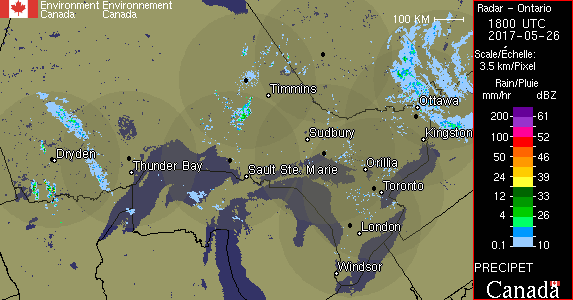 Environment Environnement
Canada Canada
100 KM
Timmins
Ottawa
Sudbury
Kingston
Dryden
Thunder Bay
Sault Ste. Marie
Orillia
Toronto
London
Windsor
Radar - Ontario
1800 UTC
2017-05-26
Scale/Échelle:
3.5 km/Pixel
Rain/Pluie
mm/hr dBZ
200 61
100 52
50 46
24 39
12 33
4 26
0.1 10
PRECIPET
Canada